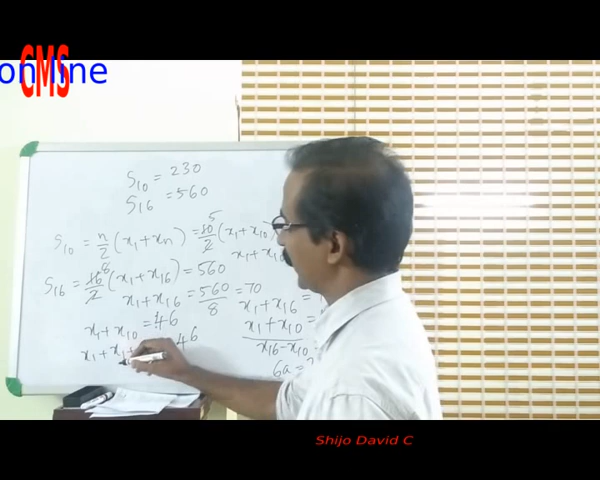 online
CMS
S10 = 230
S16 = 560
S10 = n/2 (x1 + xn) = 10/2 5 (x1 + x10)
x1 + x10
S16 = 16/2 8 (x1 + x16) = 560
x1 + x16 = 560/8 = 70
x1 + x16 =
x1 + x10 = 46
x1 + x10 =
x16 - x10
x1 + x1
46
6a =
Shijo David C